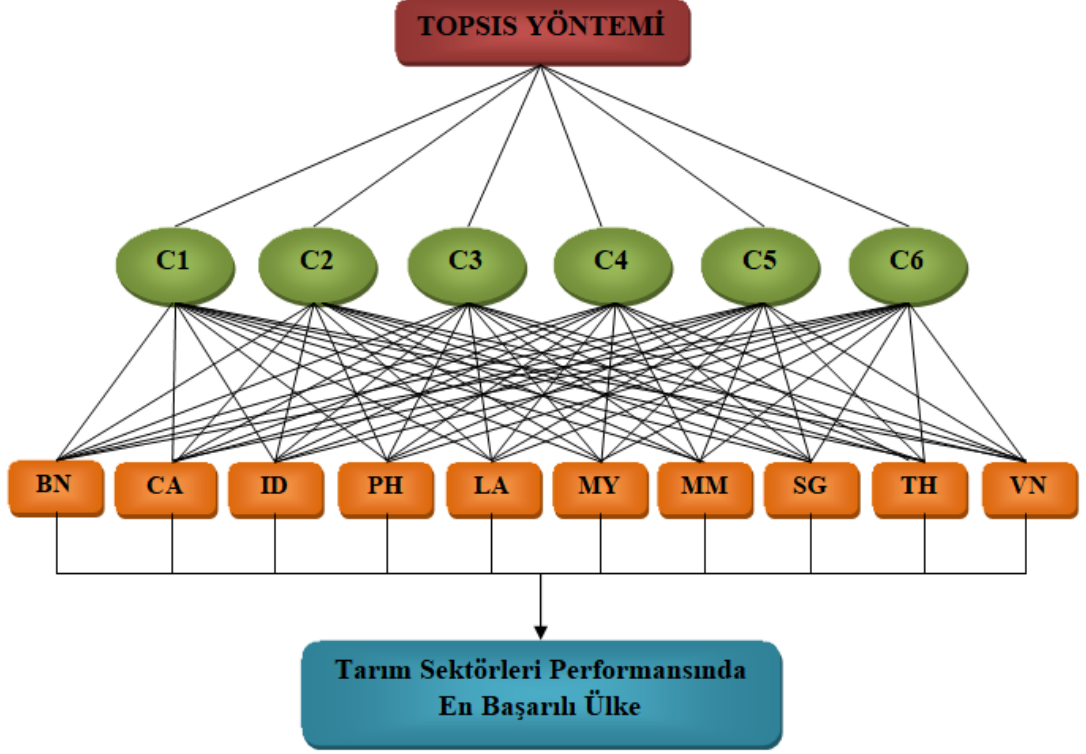 TOPSIS YÖNTEMİ
C1 C2 C3 C4 C5 C6
BN CA ID PH LA MY MM SG TH VN
Tarım Sektörleri Performansında
En Başarılı Ülke